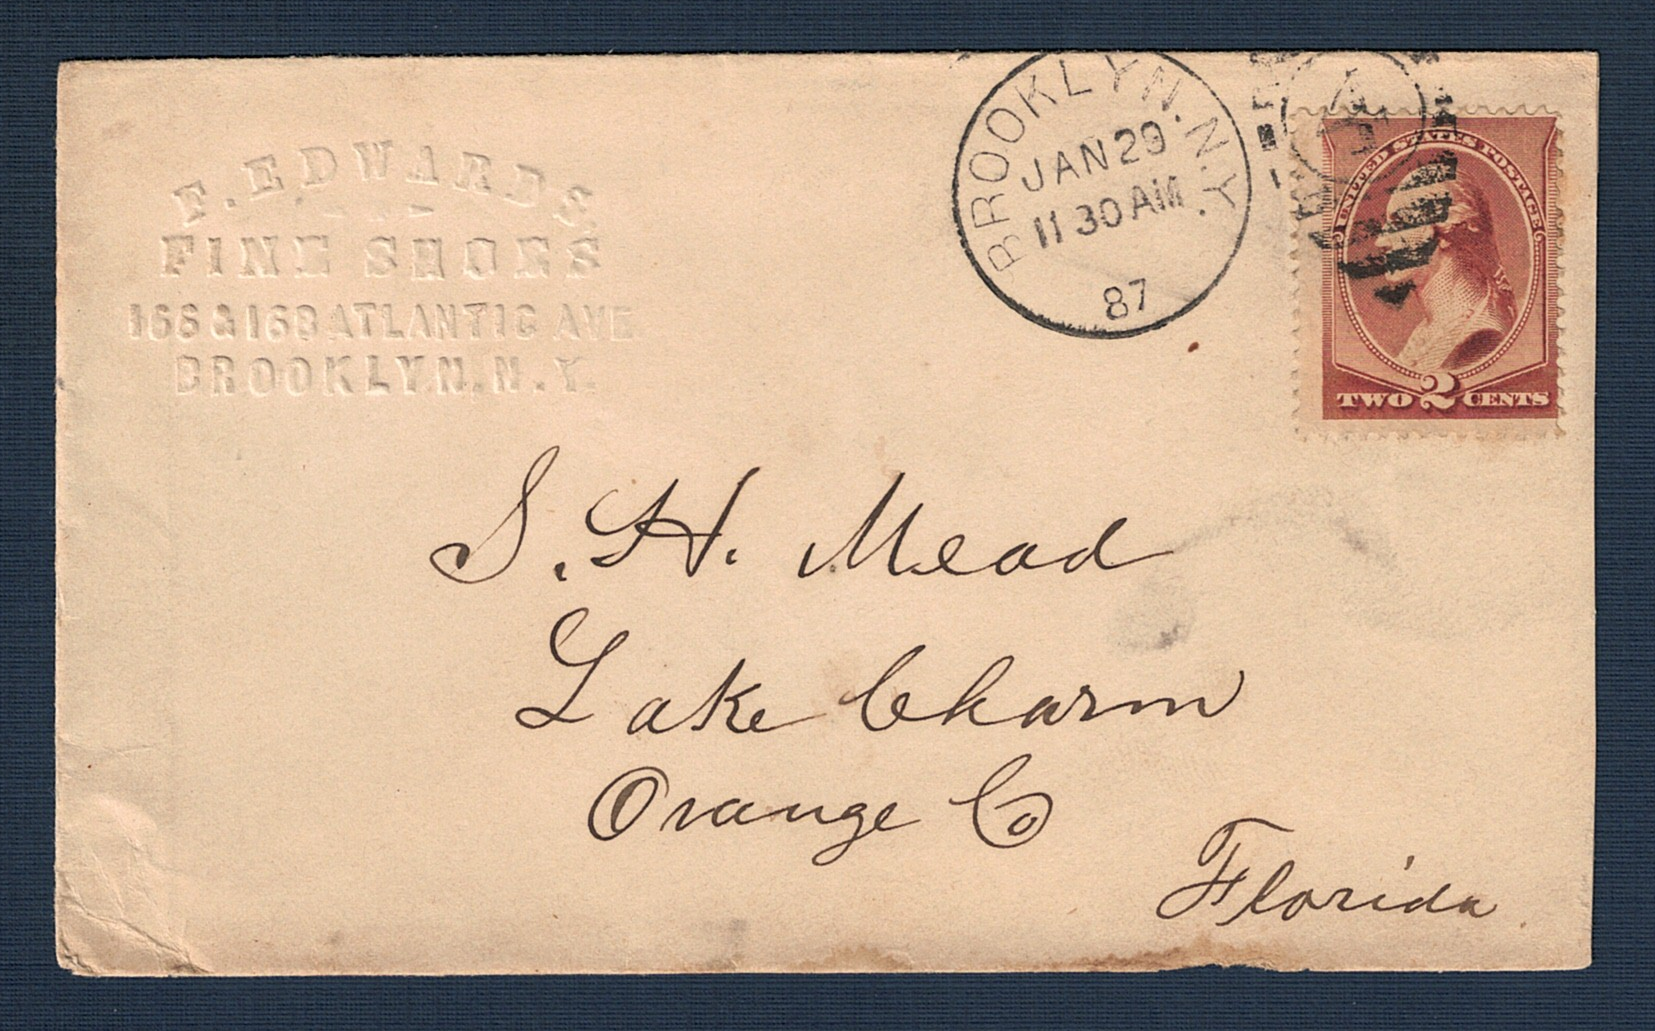 F. EDWARDS
FINE SHOES
166 & 168 ATLANTIC AVE
BROOKLYN. N. Y.
BROOKLYN. N.Y.
JAN 29
11 30 AM
87
UNITED STATES POSTAGE
TWO 2 CENTS
S. H. Mead
Lake Charm
Orange Co
Florida